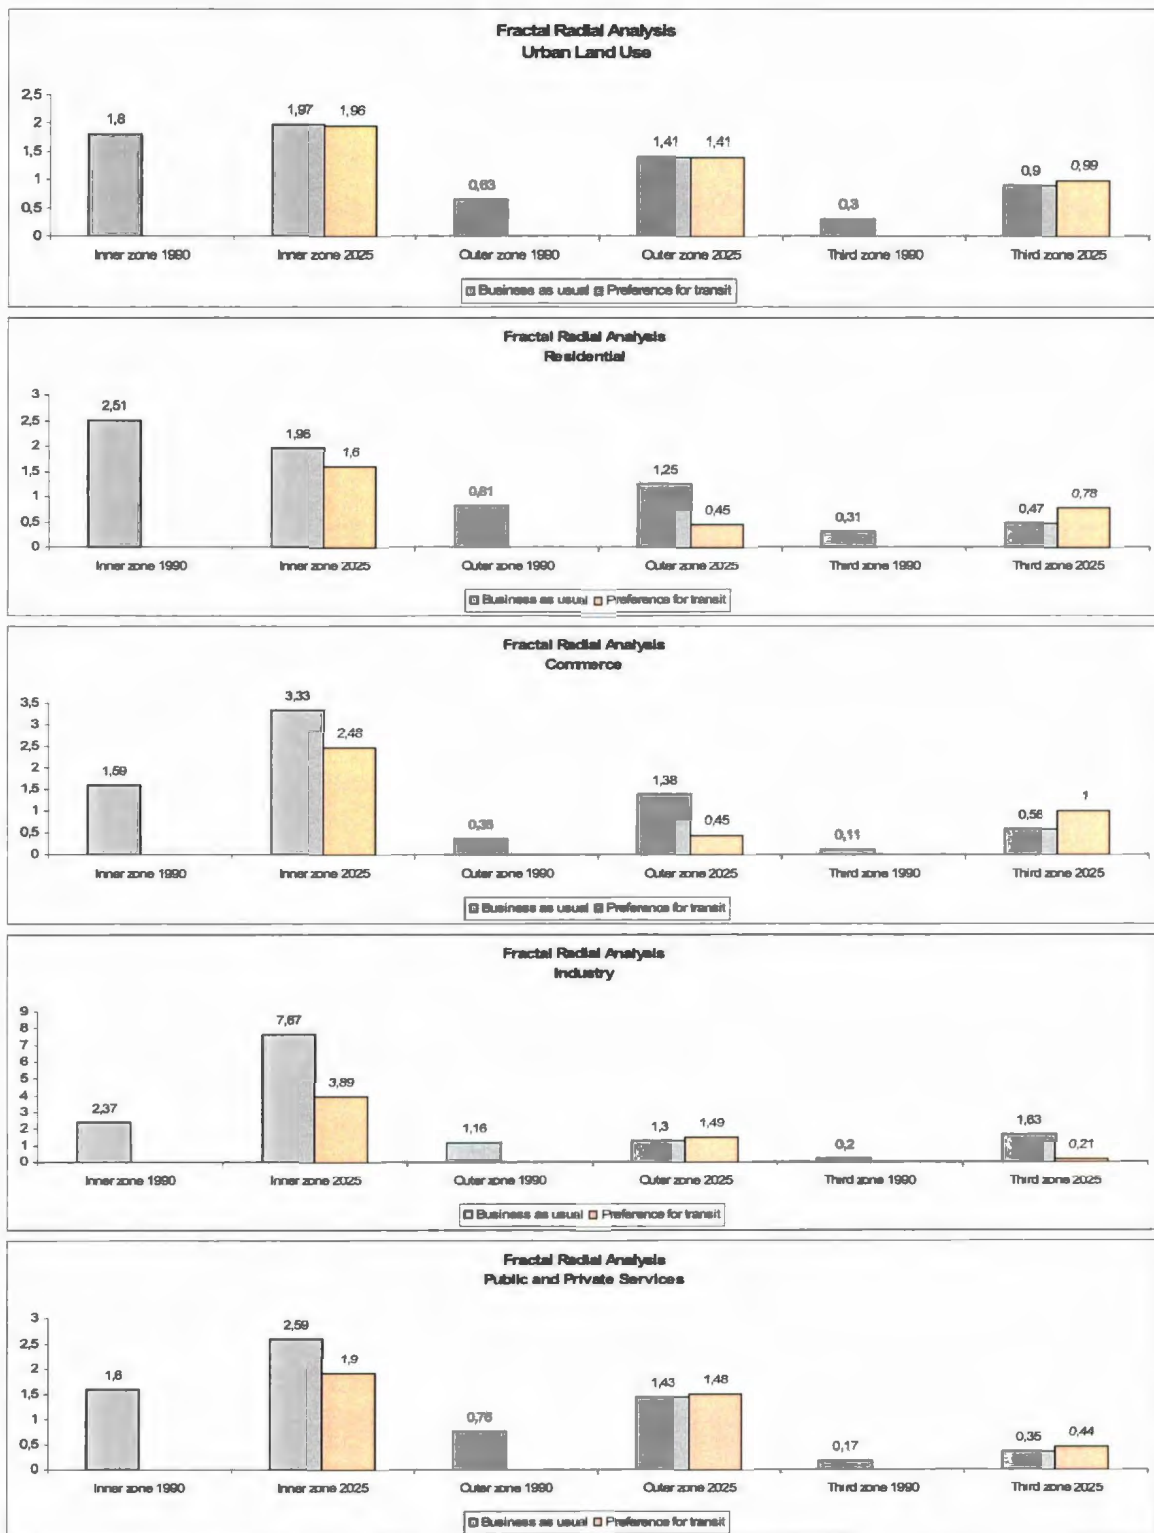 Fractal Radial Analysis
Urban Land Use
2,5
2
1,5
1
0,5
0
1,8
1,97
1,96
0,63
1,41
1,41
0,3
0,9
0,99
Inner zone 1990
Inner zone 2025
Outer zone 1990
Outer zone 2025
Third zone 1990
Third zone 2025
Business as usual Preference for transit
Fractal Radial Analysis
Residential
3
2,5
2
1,5
1
0,5
0
2,51
1,96
1,6
0,81
1,25
0,45
0,31
0,47
0,78
Inner zone 1990
Inner zone 2025
Outer zone 1990
Outer zone 2025
Third zone 1990
Third zone 2025
Business as usual Preference for transit
Fractal Radial Analysis
Commerce
3,5
3
2,5
2
1,5
1
0,5
0
1,59
3,33
2,48
1,38
0,45
0,11
1
Inner zone 1990
Inner zone 2025
Outer zone 1990
Outer zone 2025
Third zone 1990
Third zone 2025
Business as usual Preference for transit
Fractal Radial Analysis
Industry
9
8
7
6
5
4
3
2
1
0
2,37
7,67
3,89
1,16
1,3
1,49
0,2
1,63
0,21
Inner zone 1990
Inner zone 2025
Outer zone 1990
Outer zone 2025
Third zone 1990
Third zone 2025
Business as usual Preference for transit
Fractal Radial Analysis
Public and Private Services
3
2,5
2
1,5
1
0,5
0
1,6
2,59
1,9
0,76
1,43
1,48
0,17
0,35
0,44
Inner zone 1990
Inner zone 2025
Outer zone 1990
Outer zone 2025
Third zone 1990
Third zone 2025
Business as usual Preference for transit